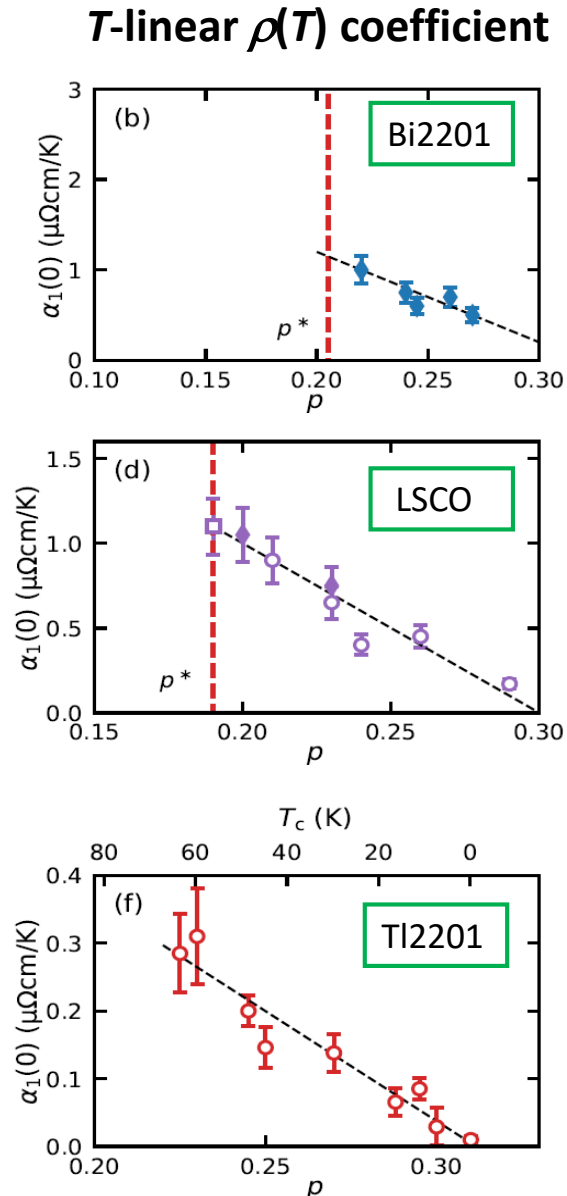 T-linear ρ(T) coefficient
3
2
1
0
α₁(0) (μΩcm/K)
(b)
Bi2201
p*
0.10 0.15 0.20 0.25 0.30
p
1.5
1.0
0.5
0.0
α₁(0) (μΩcm/K)
(d)
LSCO
p*
0.15 0.20 0.25 0.30
p
T_c (K)
80 60 40 20 0
0.4
0.3
0.2
0.1
0.0
α₁(0) (μΩcm/K)
(f)
Tl2201
0.20 0.25 0.30
p